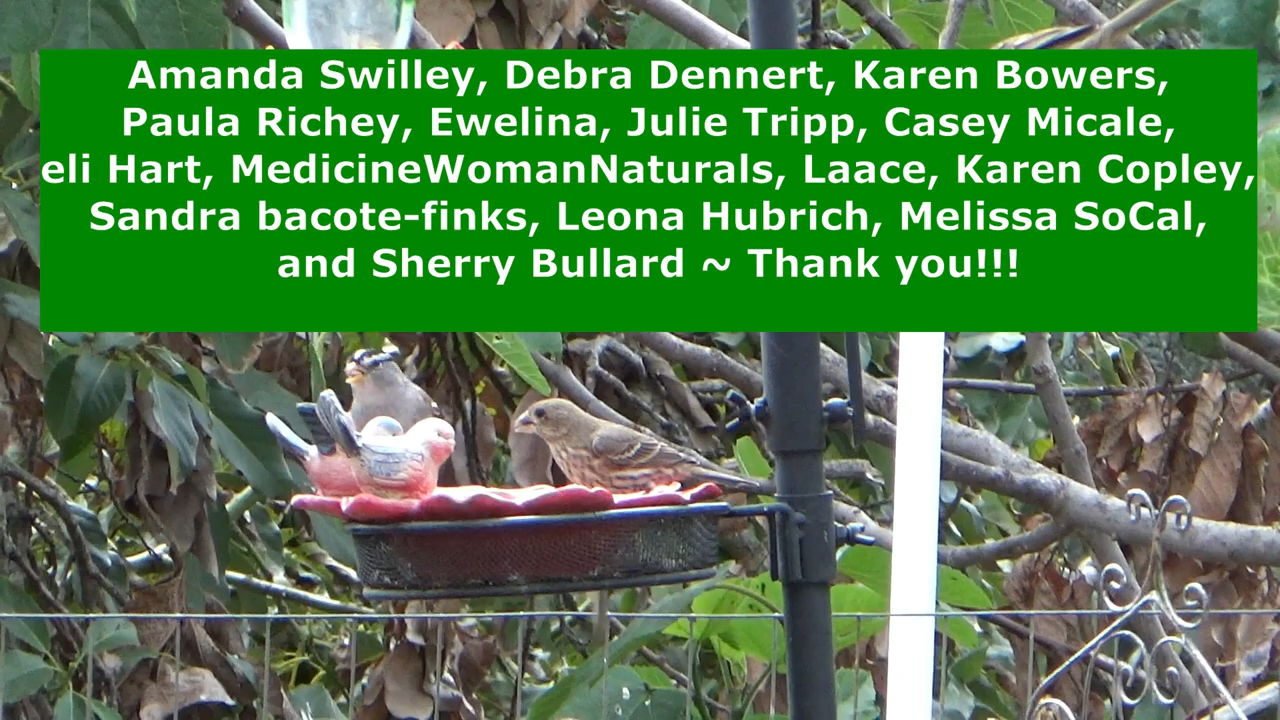 Amanda Swilley, Debra Dennert, Karen Bowers,
Paula Richey, Ewelina, Julie Tripp, Casey Micale,
eli Hart, MedicineWomanNaturals, Laace, Karen Copley,
Sandra bacote-finks, Leona Hubrich, Melissa SoCal,
and Sherry Bullard ~ Thank you!!!